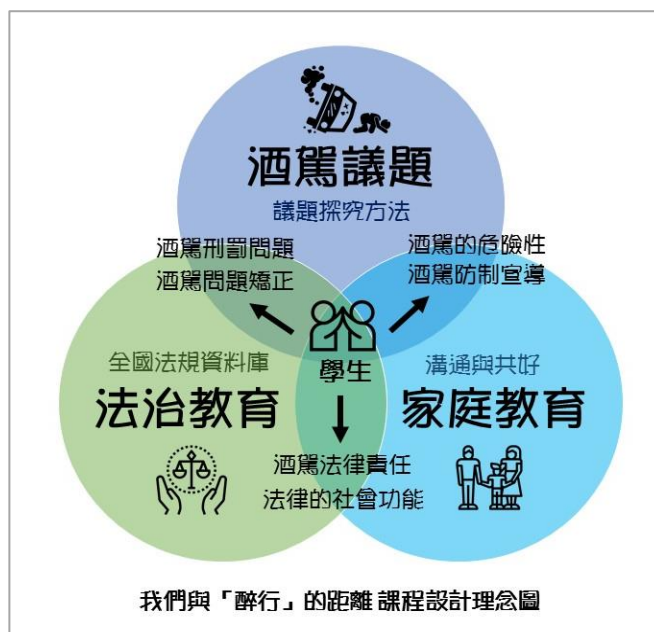 酒駕議題
議題探究方法
酒駕刑罰問題
酒駕問題矯正
酒駕的危險性
酒駕防制宣導
學生
全國法規資料庫
法治教育
溝通與共好
家庭教育
酒駕法律責任
法律的社會功能
我們與「醉行」的距離 課程設計理念圖